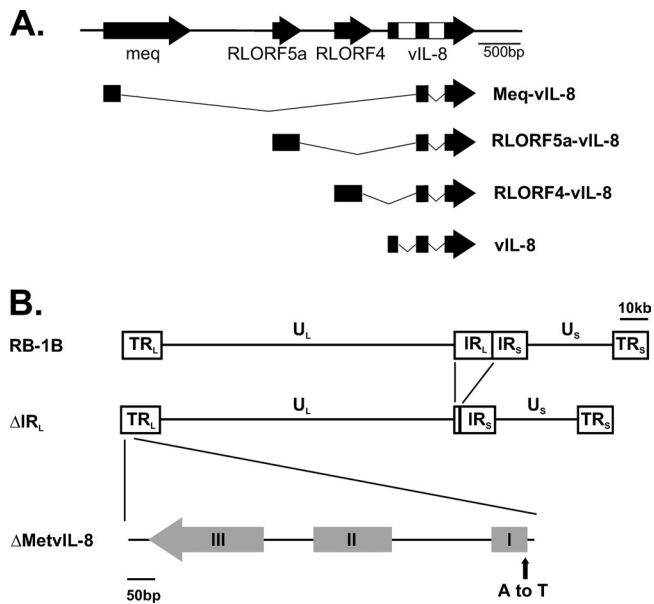 A.
meq RLORF5a RLORF4 vIL-8 500bp
Meq-vIL-8
RLORF5a-vIL-8
RLORF4-vIL-8
vIL-8
B.
10kb
RB-1B TRL UL IRL IRS US TRS
ΔIRL TRL UL IRS US TRS
ΔMetvIL-8 III II I
50bp
A to T